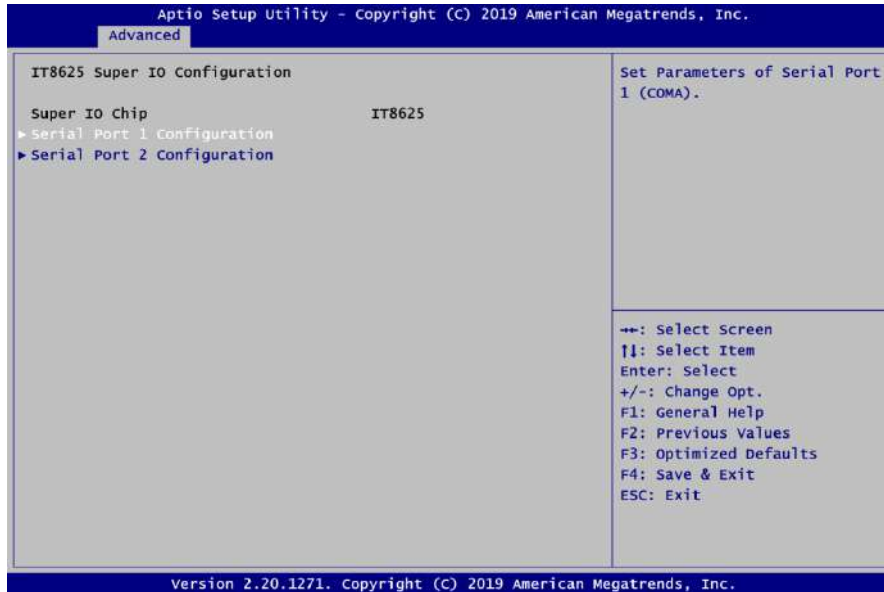 Aptio Setup Utility - Copyright (C) 2019 American Megatrends, Inc.
Advanced
IT8625 Super IO Configuration
Super IO Chip IT8625
▶ Serial Port 1 Configuration
▶ Serial Port 2 Configuration
Set Parameters of Serial Port
1 (COMA).
→←: Select Screen
↑↓: Select Item
Enter: Select
+/-: Change Opt.
F1: General Help
F2: Previous Values
F3: Optimized Defaults
F4: Save & Exit
ESC: Exit
Version 2.20.1271. Copyright (C) 2019 American Megatrends, Inc.